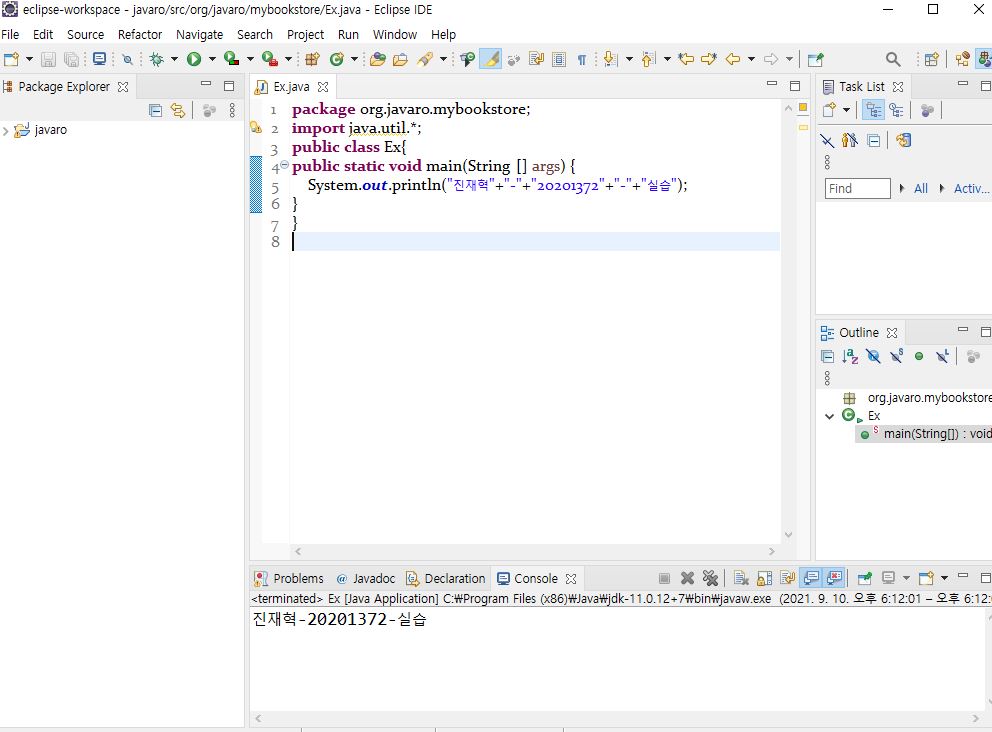 eclipse-workspace - javaro/src/org/javaro/mybookstore/Ex.java - Eclipse IDE
File Edit Source Refactor Navigate Search Project Run Window Help
Package Explorer
javaro
Ex.java
1 package org.javaro.mybookstore;
2 import java.util.*;
3 public class Ex{
4 public static void main(String [] args) {
5 System.out.println("진재혁"+"-"+"20201372"+"-"+"실습");
6 }
7 }
8
Task List
Find All Activ...
Outline
org.javaro.mybookstore
Ex
main(String[]) : void
Problems @ Javadoc Declaration Console
<terminated> Ex [Java Application] C:₩Program Files (x86)₩Java₩jdk-11.0.12+7₩bin₩javaw.exe (2021. 9. 10. 오후 6:12:01 – 오후 6:12:0
진재혁-20201372-실습